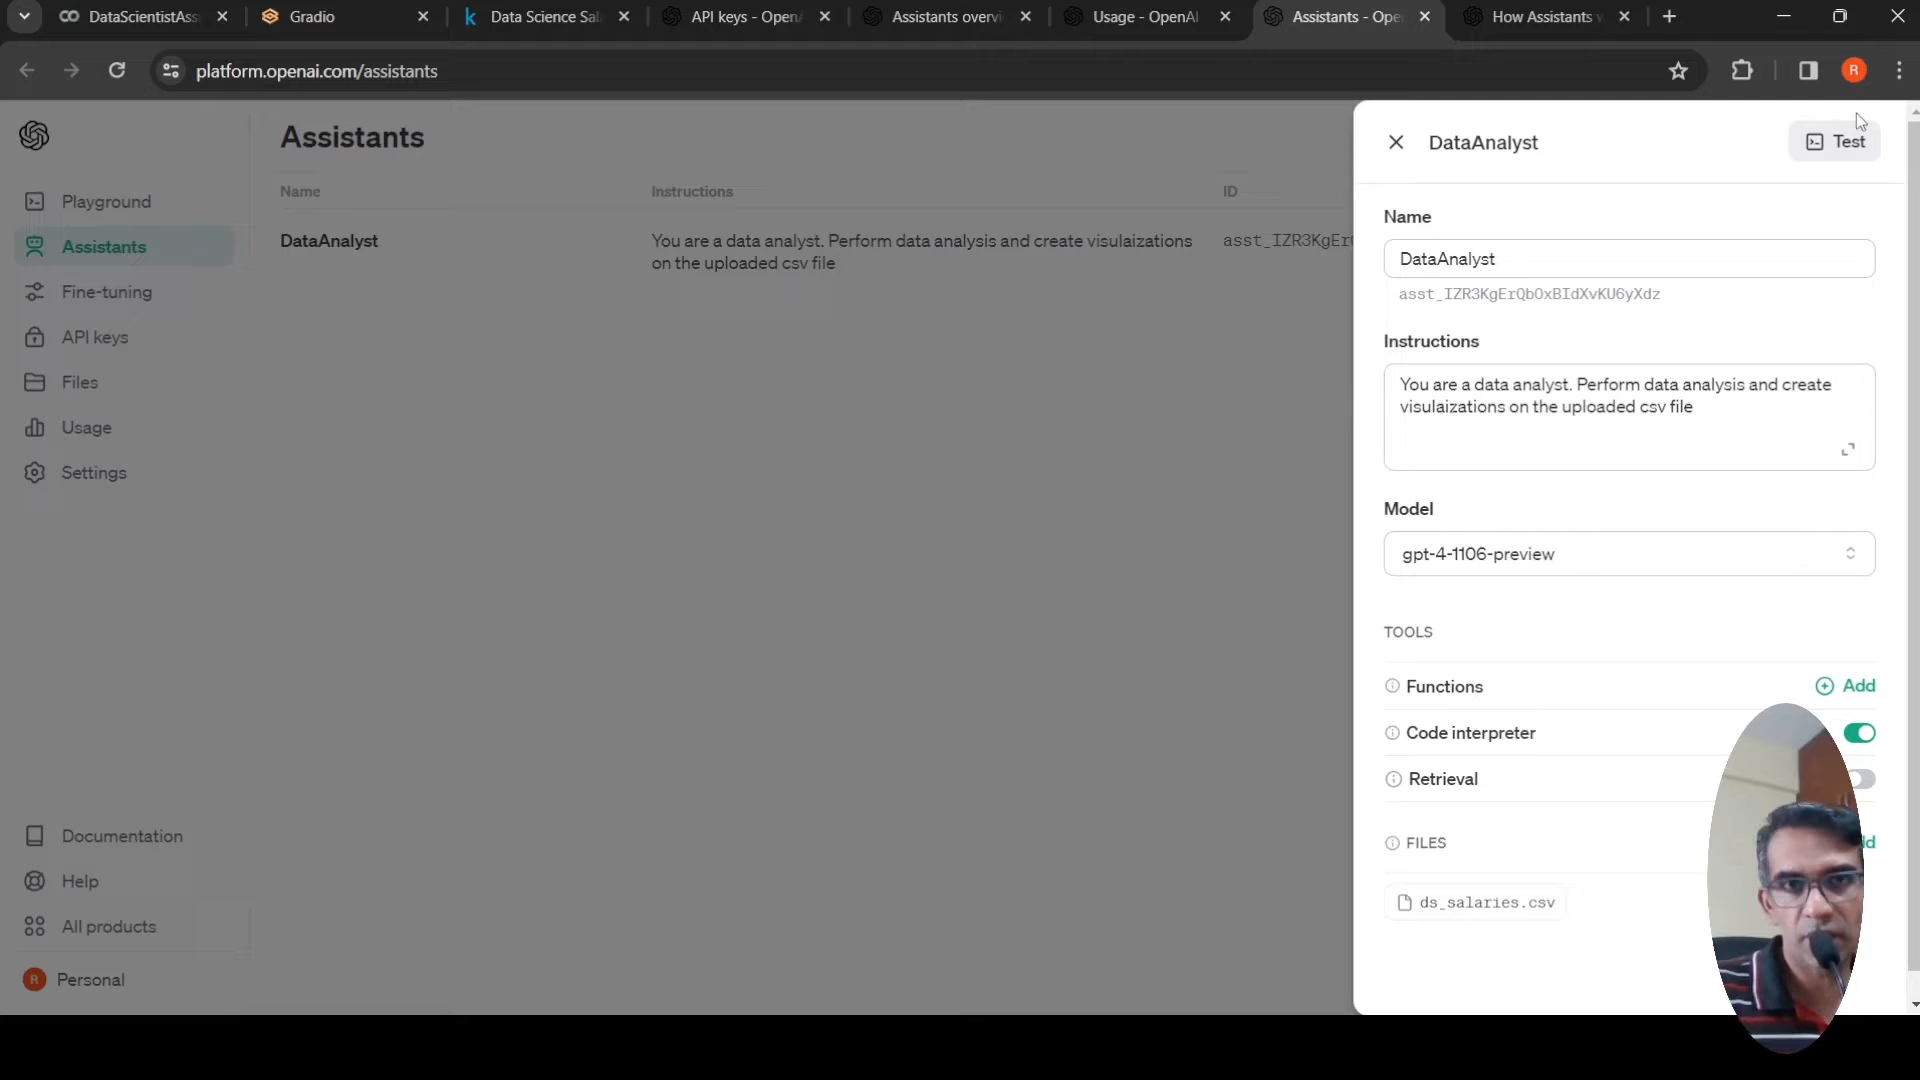 DataScientistAss
Gradio
Data Science Sal
API keys - OpenA
Assistants overvi
Usage - OpenAI
Assistants - Ope
How Assistants
platform.openai.com/assistants
R
Assistants
Name Instructions ID
DataAnalyst You are a data analyst. Perform data analysis and create visulaizations asst_IZR3KgEr
on the uploaded csv file
Playground
Assistants
Fine-tuning
API keys
Files
Usage
Settings
Documentation
Help
All products
R Personal
DataAnalyst
Test
Name
DataAnalyst
asst_IZR3KgErQbOxBIdXvKU6yXdz
Instructions
You are a data analyst. Perform data analysis and create
visulaizations on the uploaded csv file
Model
gpt-4-1106-preview
TOOLS
Functions Add
Code interpreter
Retrieval
FILES
ds_salaries.csv